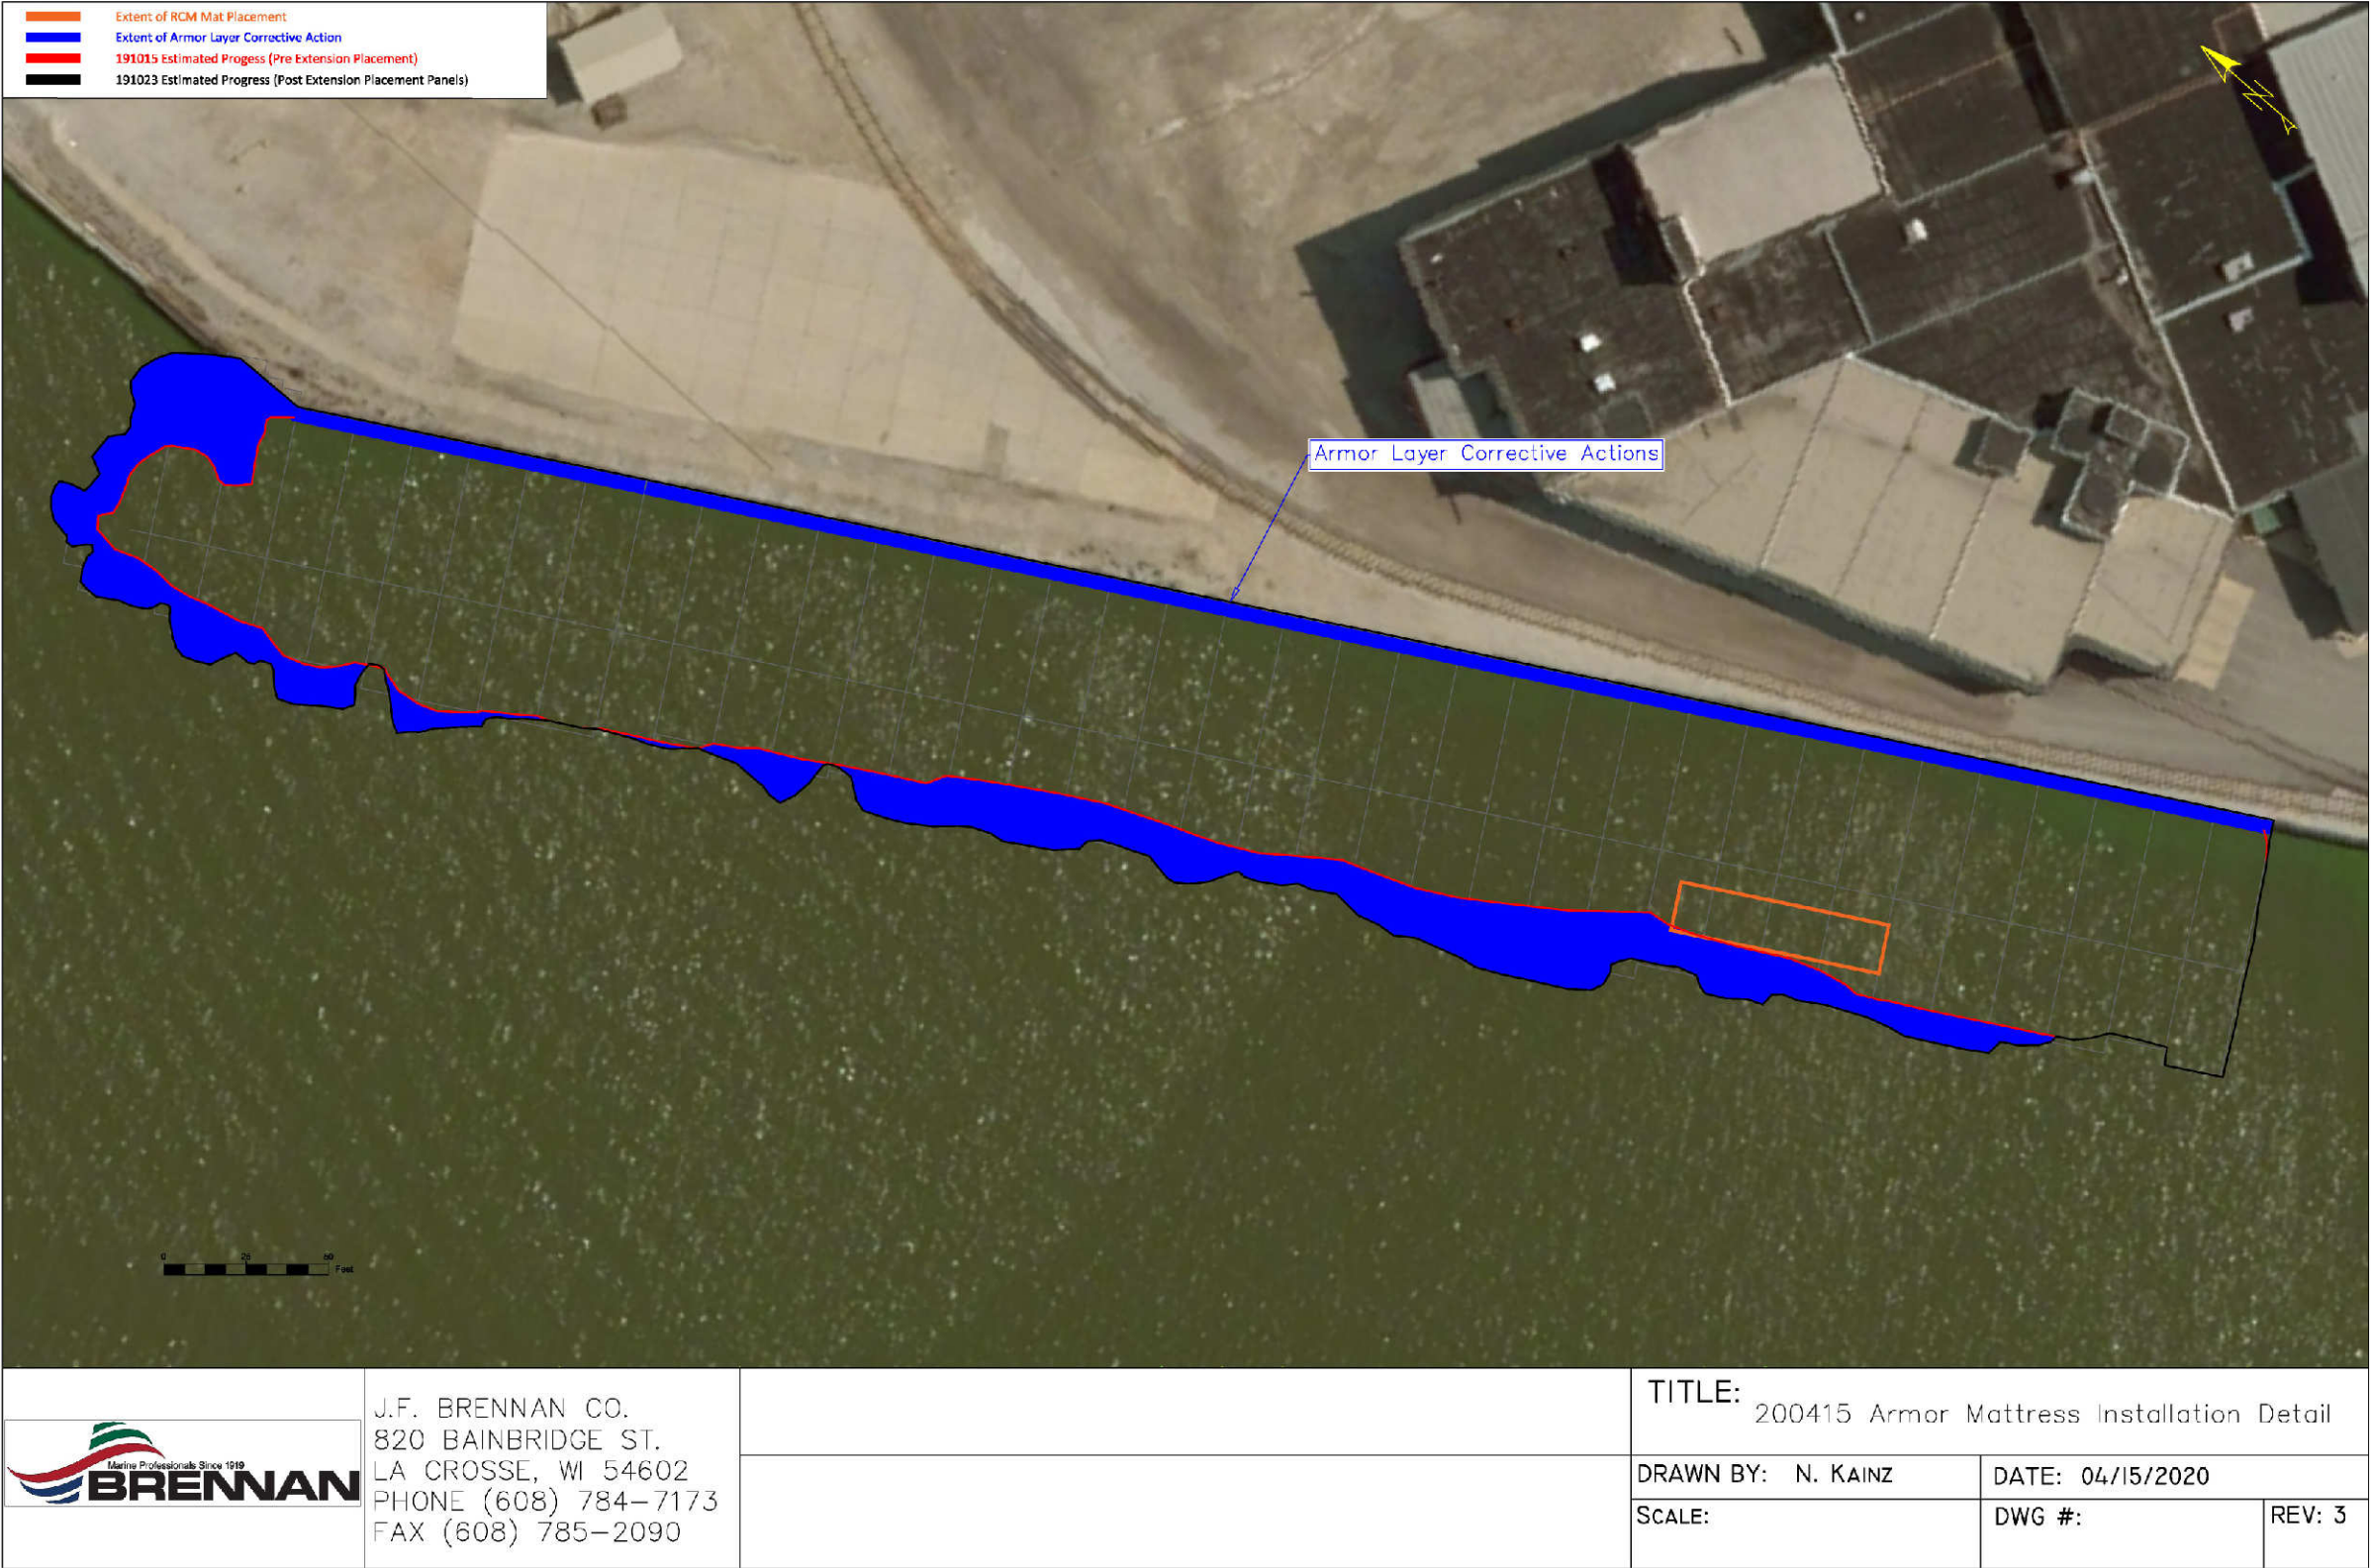 Extent of RCM Mat Placement
Extent of Armor Layer Corrective Action
191015 Estimated Progess (Pre Extension Placement)
191023 Estimated Progress (Post Extension Placement Panels)
N
Armor Layer Corrective Actions
0 25 50
Feet
Marine Professionals Since 1919
BRENNAN
J.F. BRENNAN CO.
820 BAINBRIDGE ST.
LA CROSSE, WI 54602
PHONE (608) 784-7173
FAX (608) 785-2090
TITLE:
200415 Armor Mattress Installation Detail
DRAWN BY: N. KAINZ
DATE: 04/15/2020
SCALE:
DWG #:
REV: 3